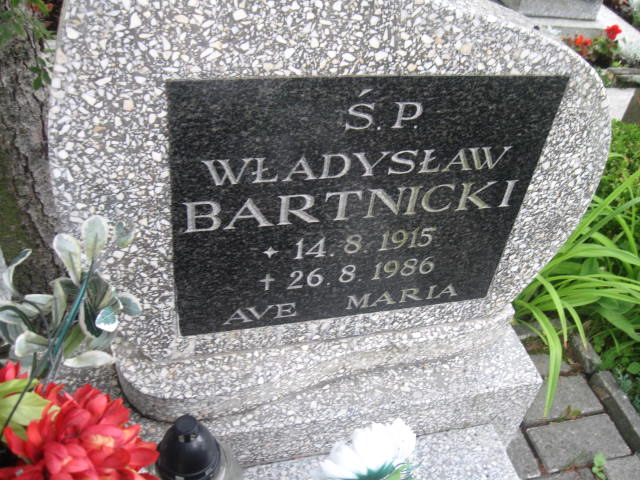 Ś.P.
WŁADYSŁAW
BARTNICKI
✦ 14.8.1915
✝ 26.8.1986
AVE MARIA